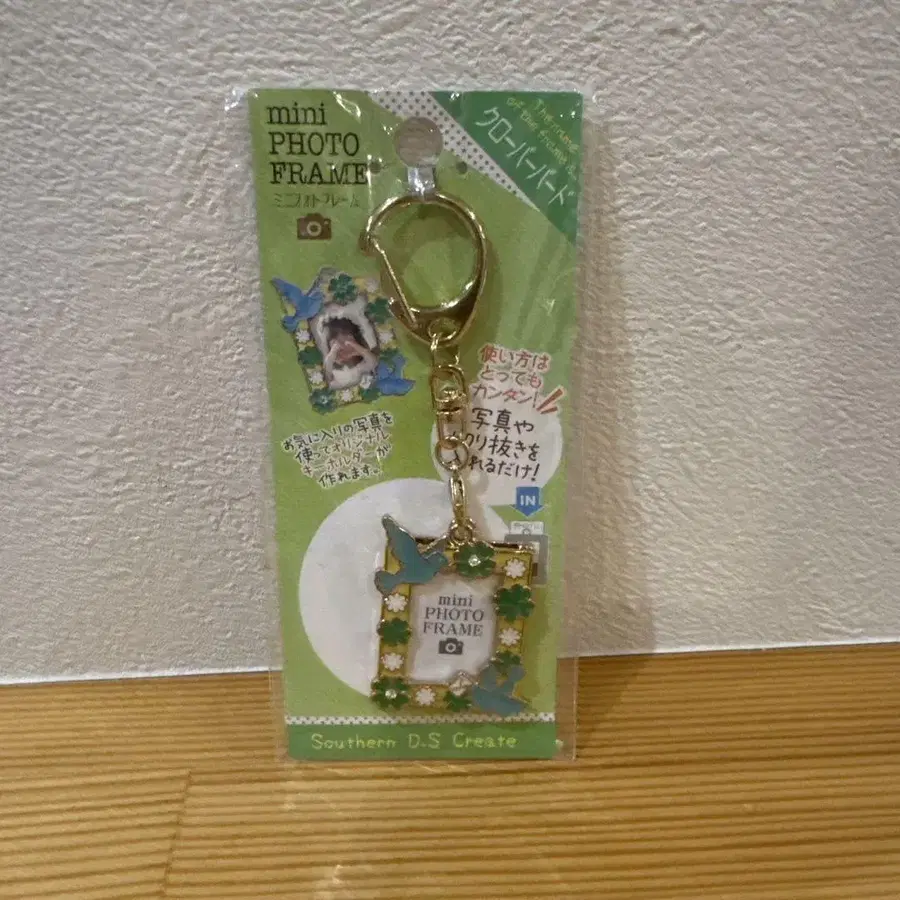 mini
PHOTO
FRAME
ミニフォトフレーム
The name
of the frame is
クローバーバード
お気に入りの写真を
使ってオリジナル
キーホルダーが
作れます。
使い方は
とっても
カンタン!
写真や
り抜きを
れるだけ!
IN
mini
PHOTO
FRAME
Southern D.S Create